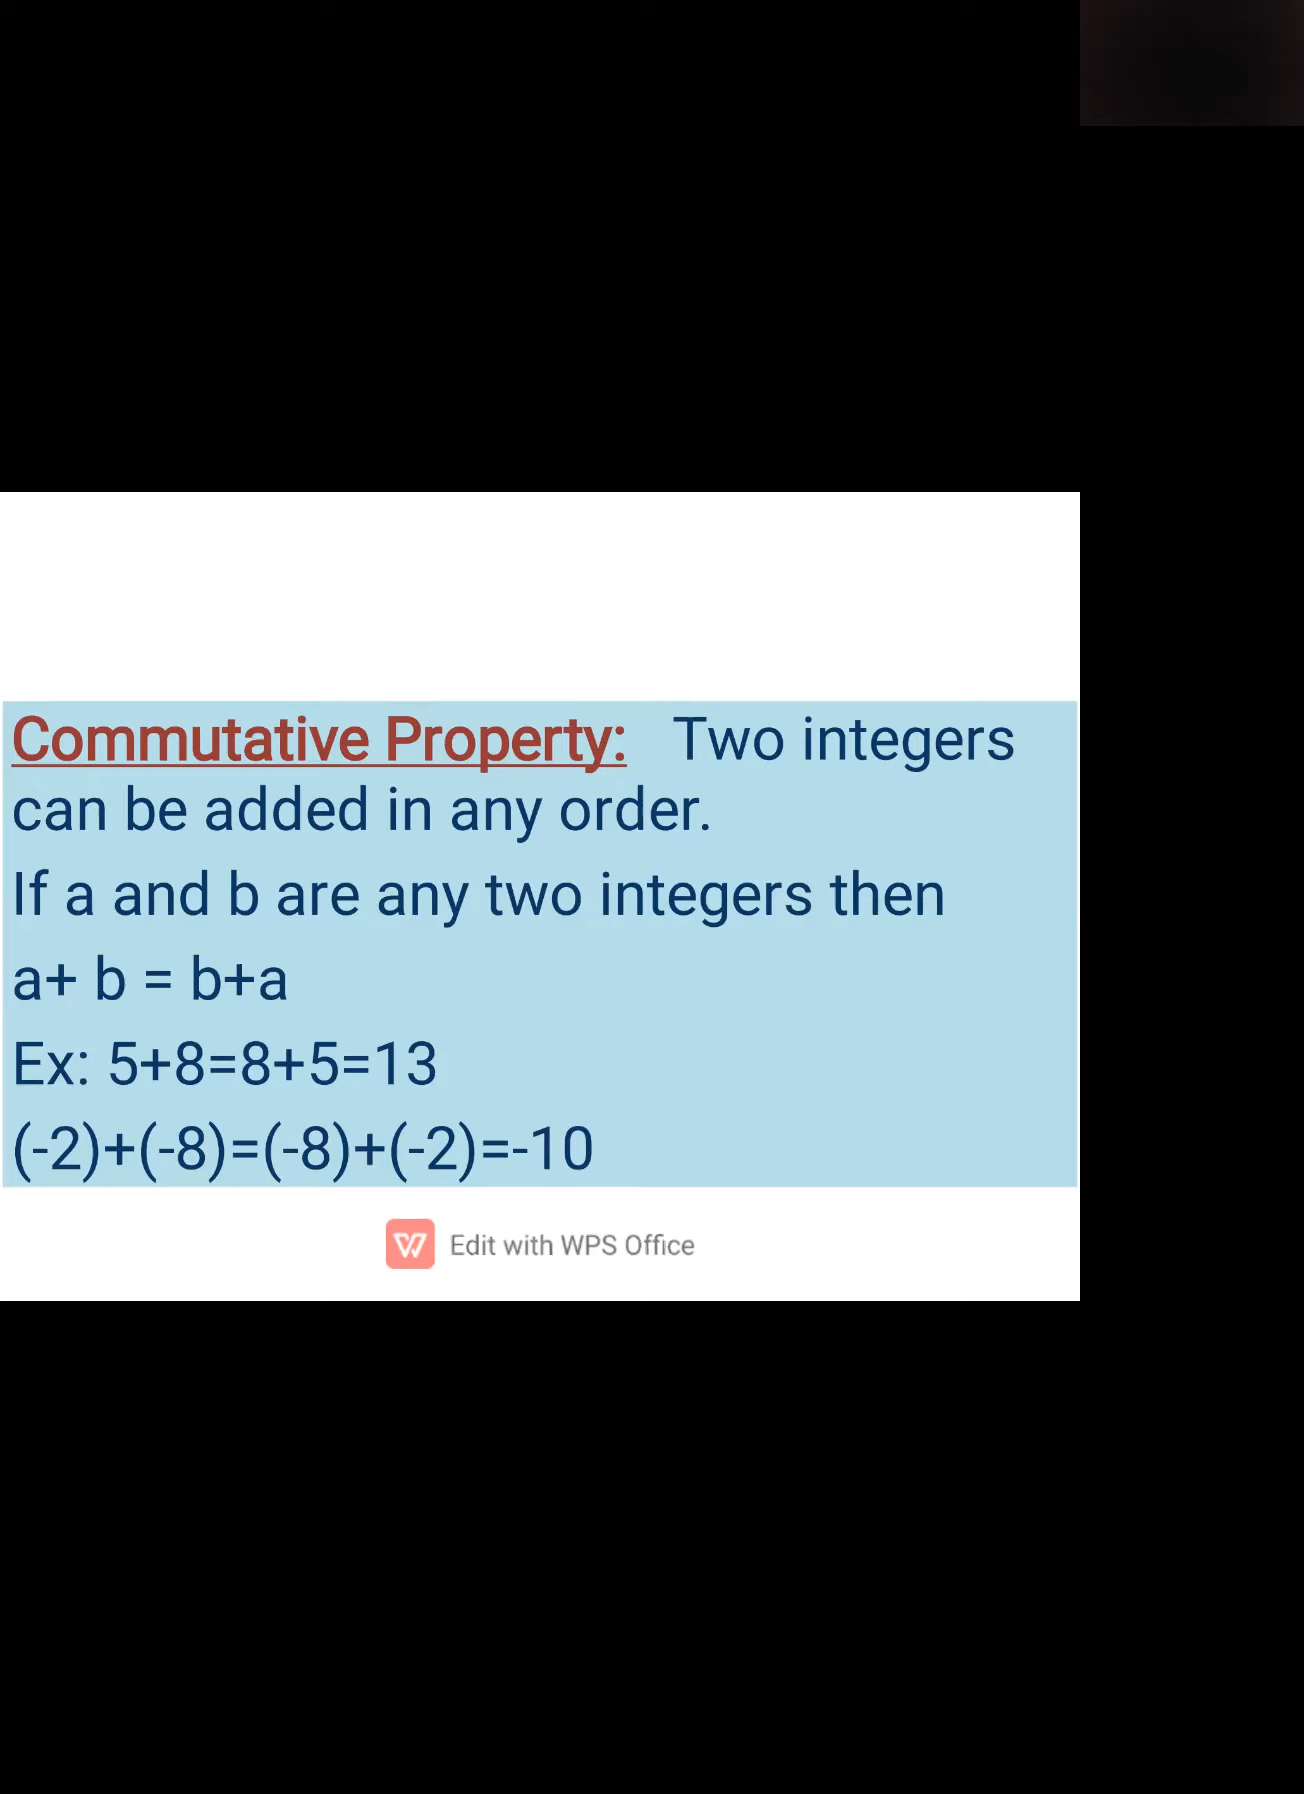 Commutative Property: Two integers
can be added in any order.
If a and b are any two integers then
a+ b = b+a
Ex: 5+8=8+5=13
(-2)+(-8)=(-8)+(-2)=-10
Edit with WPS Office